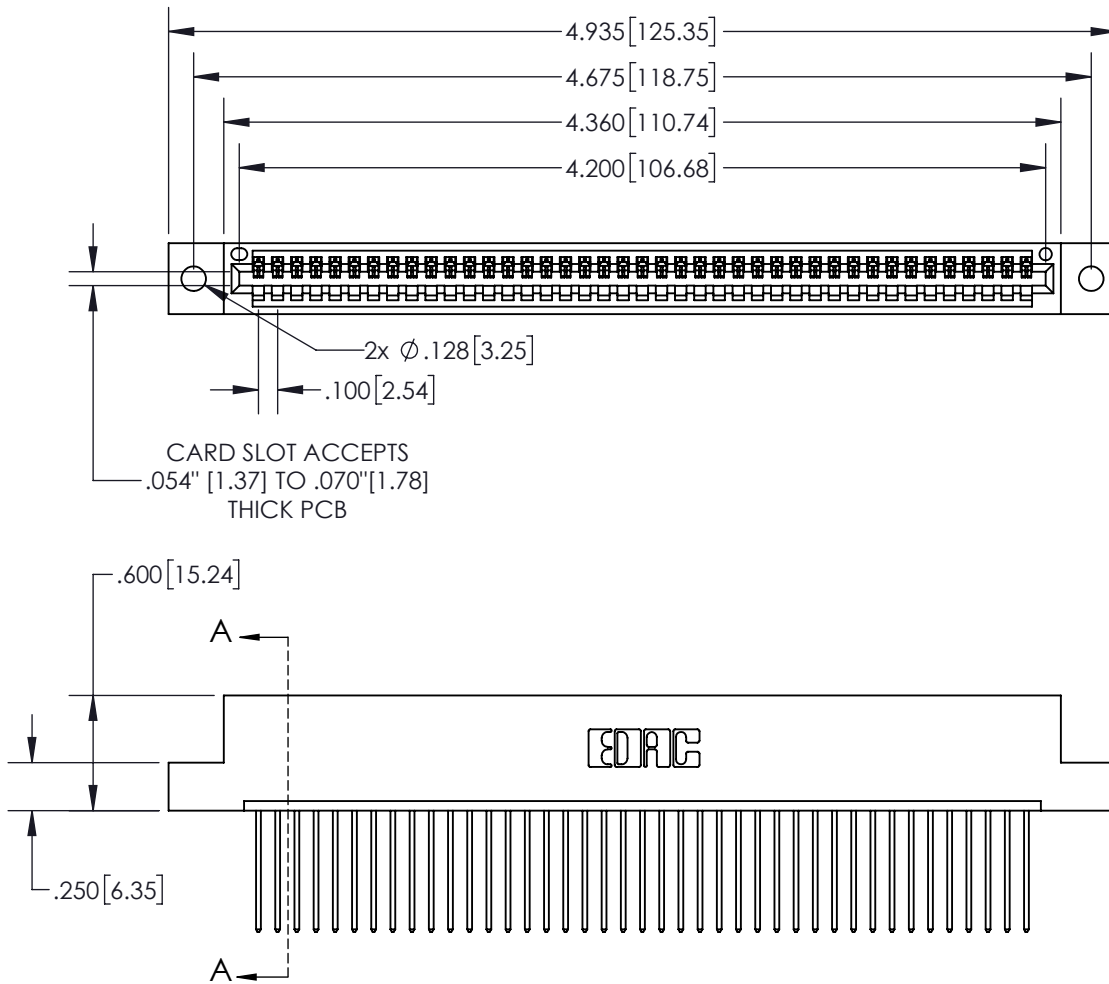 4.935[125.35]
4.675[118.75]
4.360[110.74]
4.200[106.68]
2x ∅.128[3.25]
.100[2.54]
CARD SLOT ACCEPTS
.054" [1.37] TO .070"[1.78]
THICK PCB
.600[15.24]
A
EDAC
.250[6.35]
A